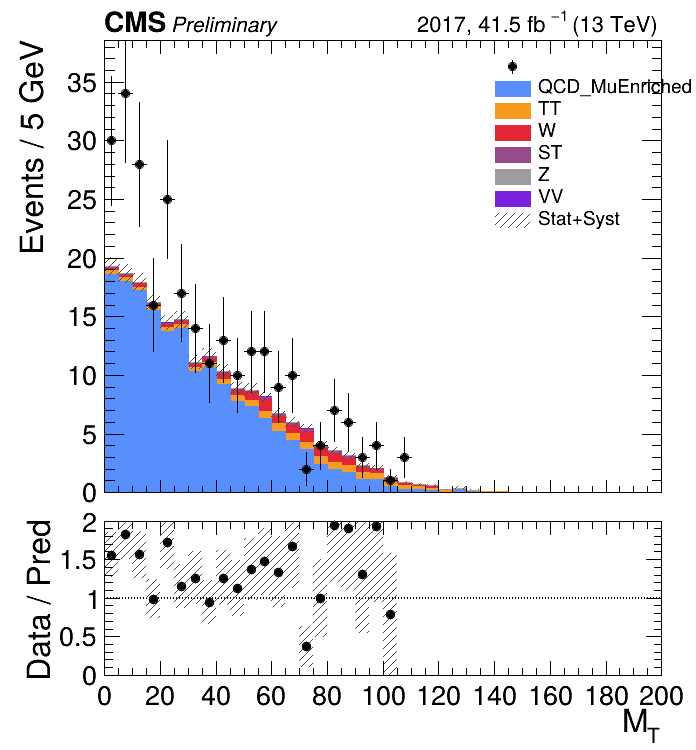 CMS Preliminary 2017, 41.5 fb⁻¹ (13 TeV)
Events / 5 GeV
35
30
25
20
15
10
5
0
QCD_MuEnriched
TT
W
ST
Z
VV
Stat+Syst
Data / Pred
2
1.5
1
0.5
0
0 20 40 60 80 100 120 140 160 180 200
M_T